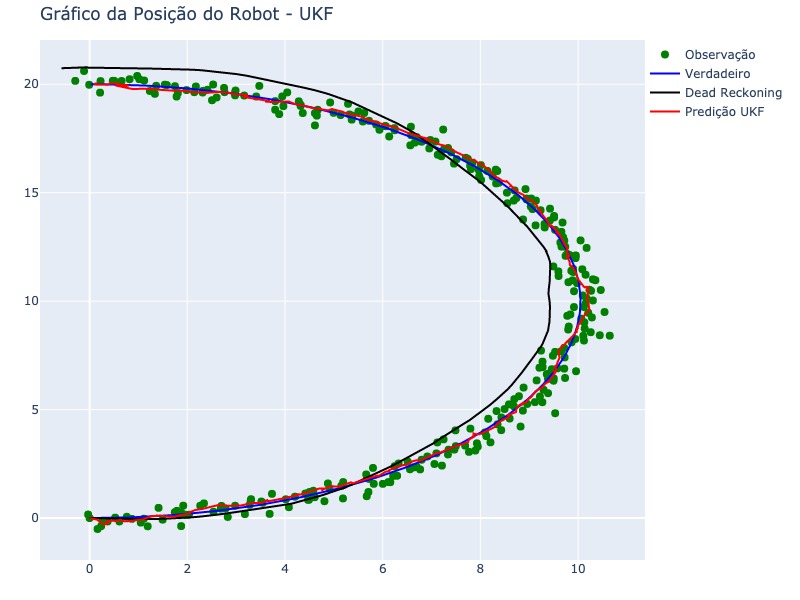 Gráfico da Posição do Robot - UKF
Observação
Verdadeiro
Dead Reckoning
Predição UKF
20
15
10
5
0
0
2
4
6
8
10